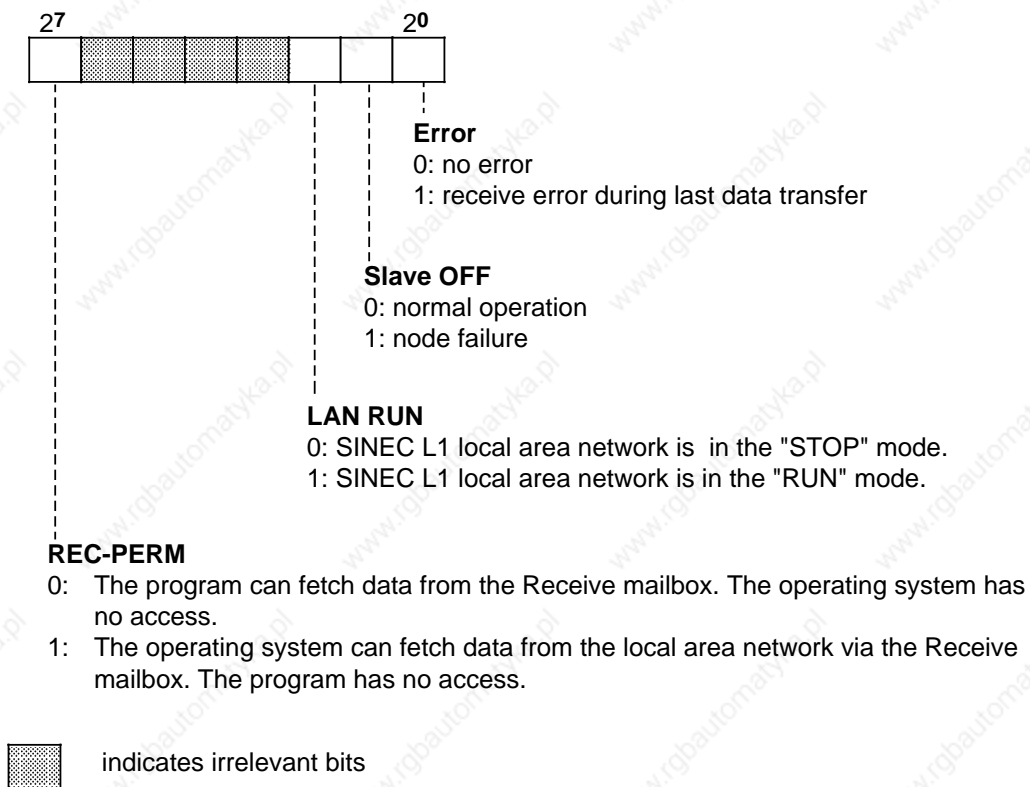 27 20
Error
0: no error
1: receive error during last data transfer
Slave OFF
0: normal operation
1: node failure
LAN RUN
0: SINEC L1 local area network is in the "STOP" mode.
1: SINEC L1 local area network is in the "RUN" mode.
REC-PERM
0: The program can fetch data from the Receive mailbox. The operating system has
no access.
1: The operating system can fetch data from the local area network via the Receive
mailbox. The program has no access.
indicates irrelevant bits
www.rgbautomatyka.pl